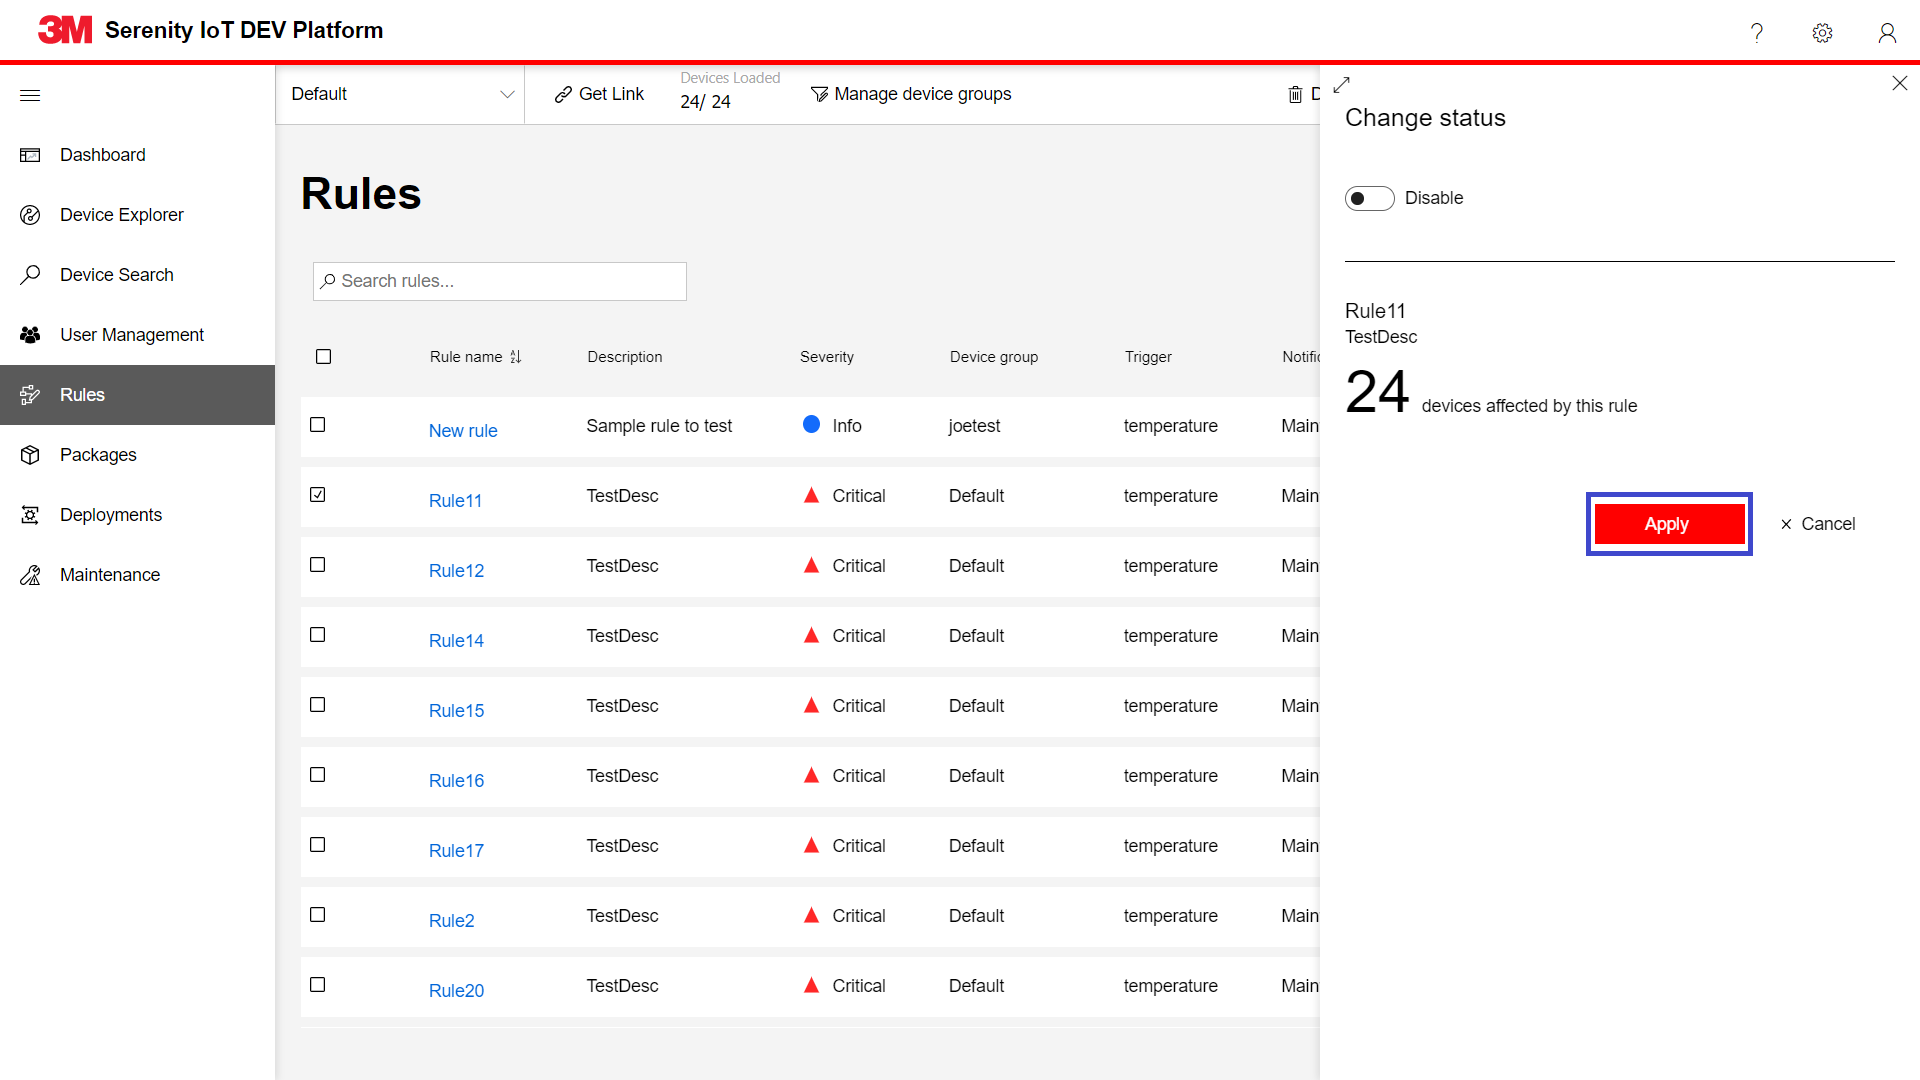 3M Serenity IoT DEV Platform
?
Default
Get Link
Devices Loaded
24/ 24
Manage device groups
D
Dashboard
Device Explorer
Device Search
User Management
Rules
Packages
Deployments
Maintenance
Rules
Search rules...
Rule name Description Severity Device group Trigger Notific
New rule Sample rule to test Info joetest temperature Main
Rule11 TestDesc Critical Default temperature Main
Rule12 TestDesc Critical Default temperature Main
Rule14 TestDesc Critical Default temperature Main
Rule15 TestDesc Critical Default temperature Main
Rule16 TestDesc Critical Default temperature Main
Rule17 TestDesc Critical Default temperature Main
Rule2 TestDesc Critical Default temperature Main
Rule20 TestDesc Critical Default temperature Main
Change status
Disable
Rule11
TestDesc
24 devices affected by this rule
Apply
Cancel